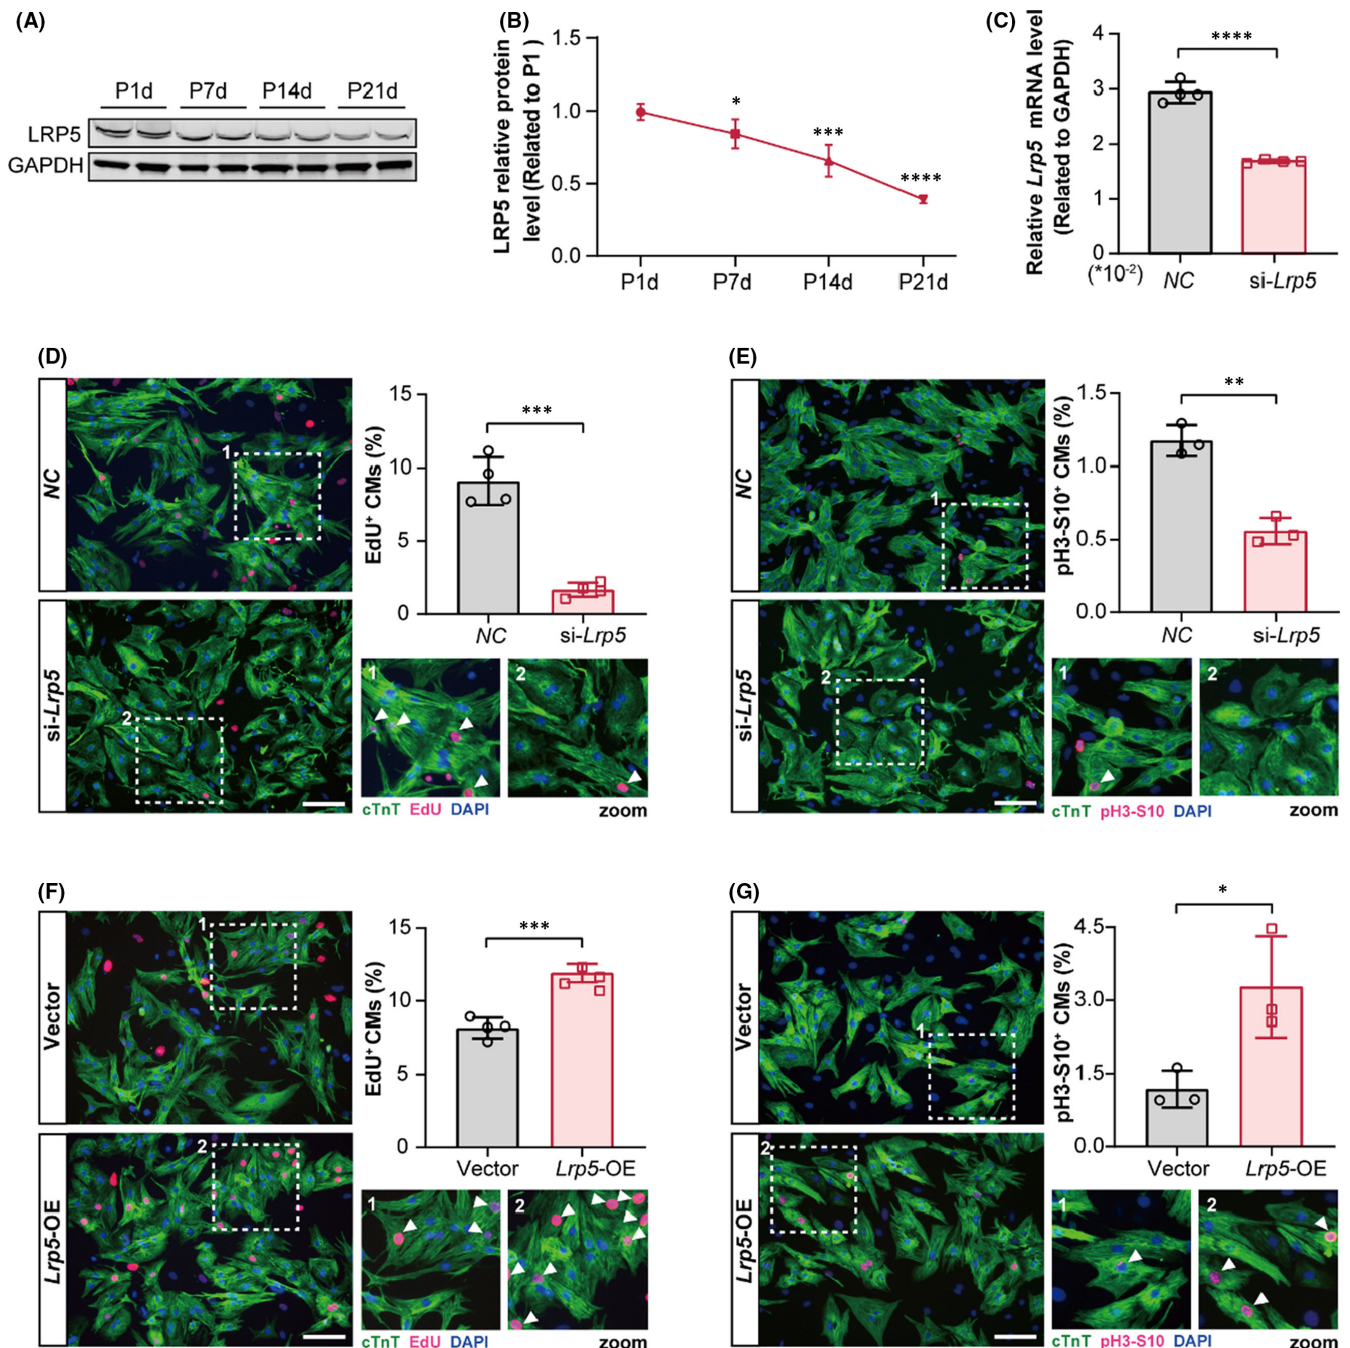 (A)
P1d P7d P14d P21d
LRP5
GAPDH
(B)
LRP5 relative protein
level (Related to P1 )
1.5
1.0
0.5
0.0
*
***
****
P1d P7d P14d P21d
(C)
Relative Lrp5 mRNA level
(Related to GAPDH)
4
3
2
1
0
(*10⁻²)
****
NC si-Lrp5
(D)
NC
1
si-Lrp5
2
EdU⁺ CMs (%)
15
10
5
0
***
NC si-Lrp5
1 2
cTnT EdU DAPI zoom
(E)
NC
1
si-Lrp5
2
pH3-S10⁺ CMs (%)
1.5
1.0
0.5
0.0
**
NC si-Lrp5
1 2
cTnT pH3-S10 DAPI zoom
(F)
Vector
1
Lrp5-OE
2
EdU⁺ CMs (%)
15
10
5
0
***
Vector Lrp5-OE
1 2
cTnT EdU DAPI zoom
(G)
Vector
1
Lrp5-OE
2
pH3-S10⁺ CMs (%)
4.5
3.0
1.5
0.0
*
Vector Lrp5-OE
1 2
cTnT pH3-S10 DAPI zoom